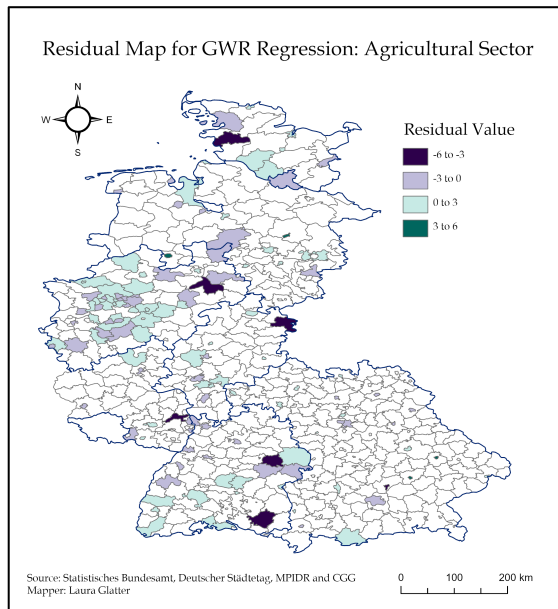 Residual Map for GWR Regression: Agricultural Sector
N
W E
S
Residual Value
-6 to -3
-3 to 0
0 to 3
3 to 6
Source: Statistisches Bundesamt, Deutscher Städtetag, MPIDR and CGG
Mapper: Laura Glatter
0 100 200 km